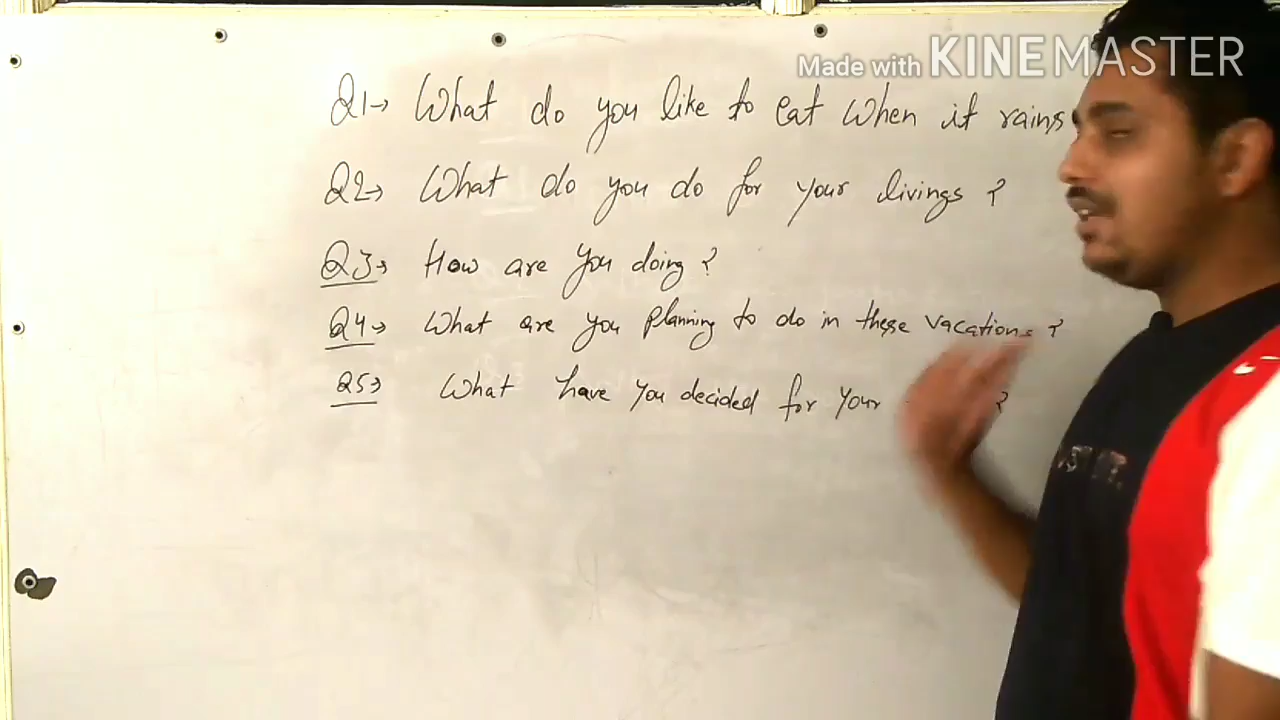 Made with KINEMASTER
Q1→ What do you like to eat when it rains
Q2→ What do you do for your livings ?
Q3→ How are you doing ?
Q4→ What are you planning to do in these vacations ?
Q5→ What have you decided for your ?